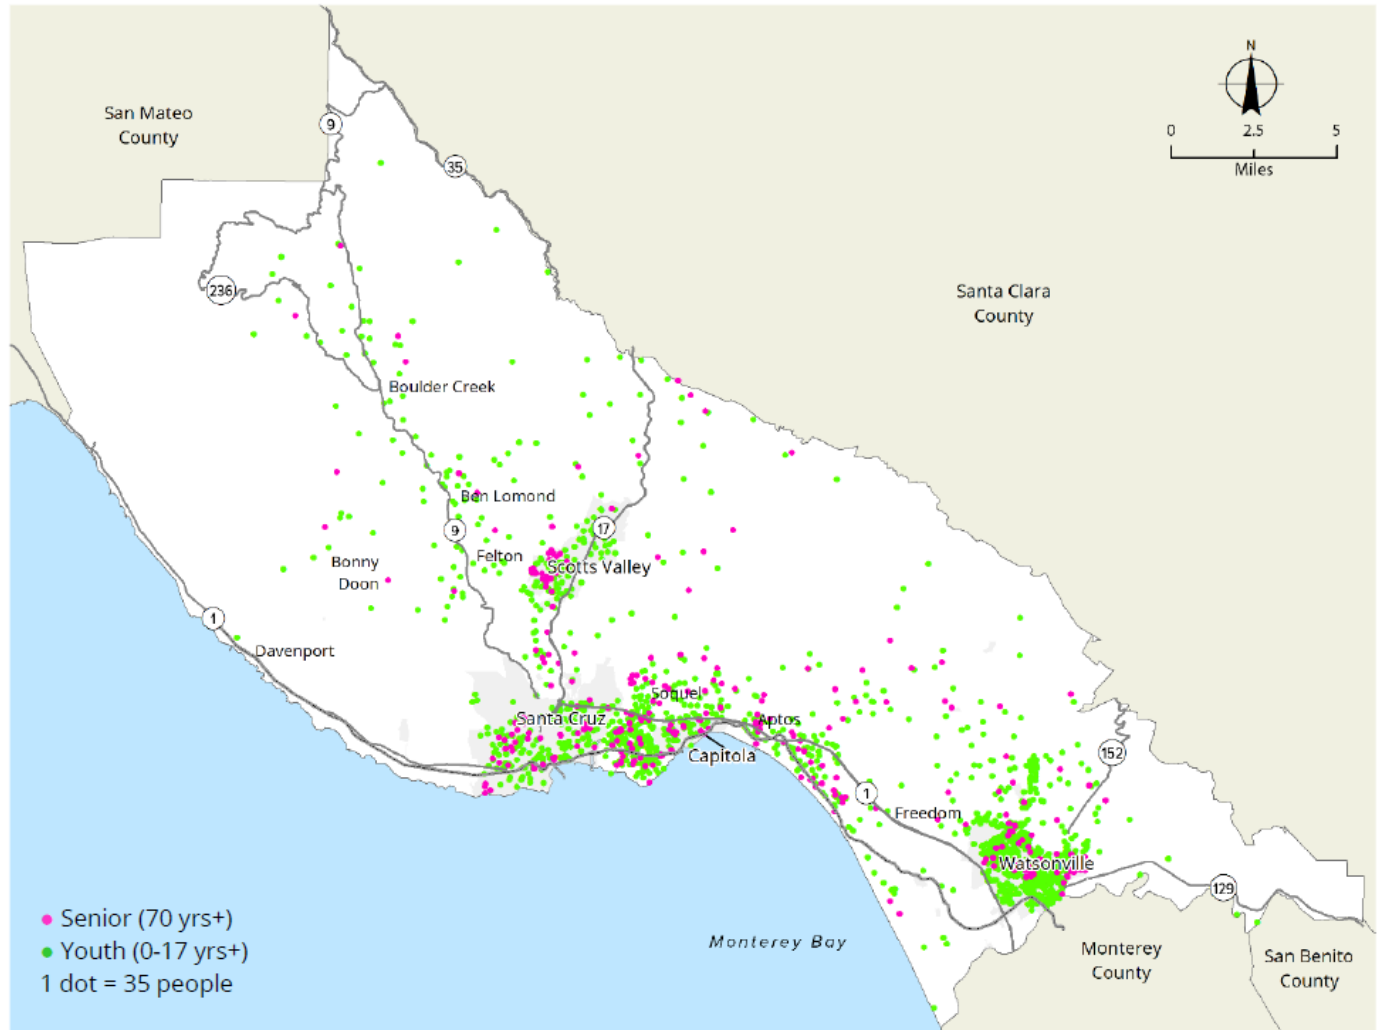 N
0 2.5 5
Miles
San Mateo
County
9
35
236
Santa Clara
County
Boulder Creek
Ben Lomond
9
17
Felton
Scotts Valley
Bonny
Doon
1
Davenport
Soquel
Santa Cruz
Aptos
Capitola
152
1
Freedom
Watsonville
129
Senior (70 yrs+)
Youth (0-17 yrs+)
1 dot = 35 people
Monterey Bay
Monterey
County
San Benito
County